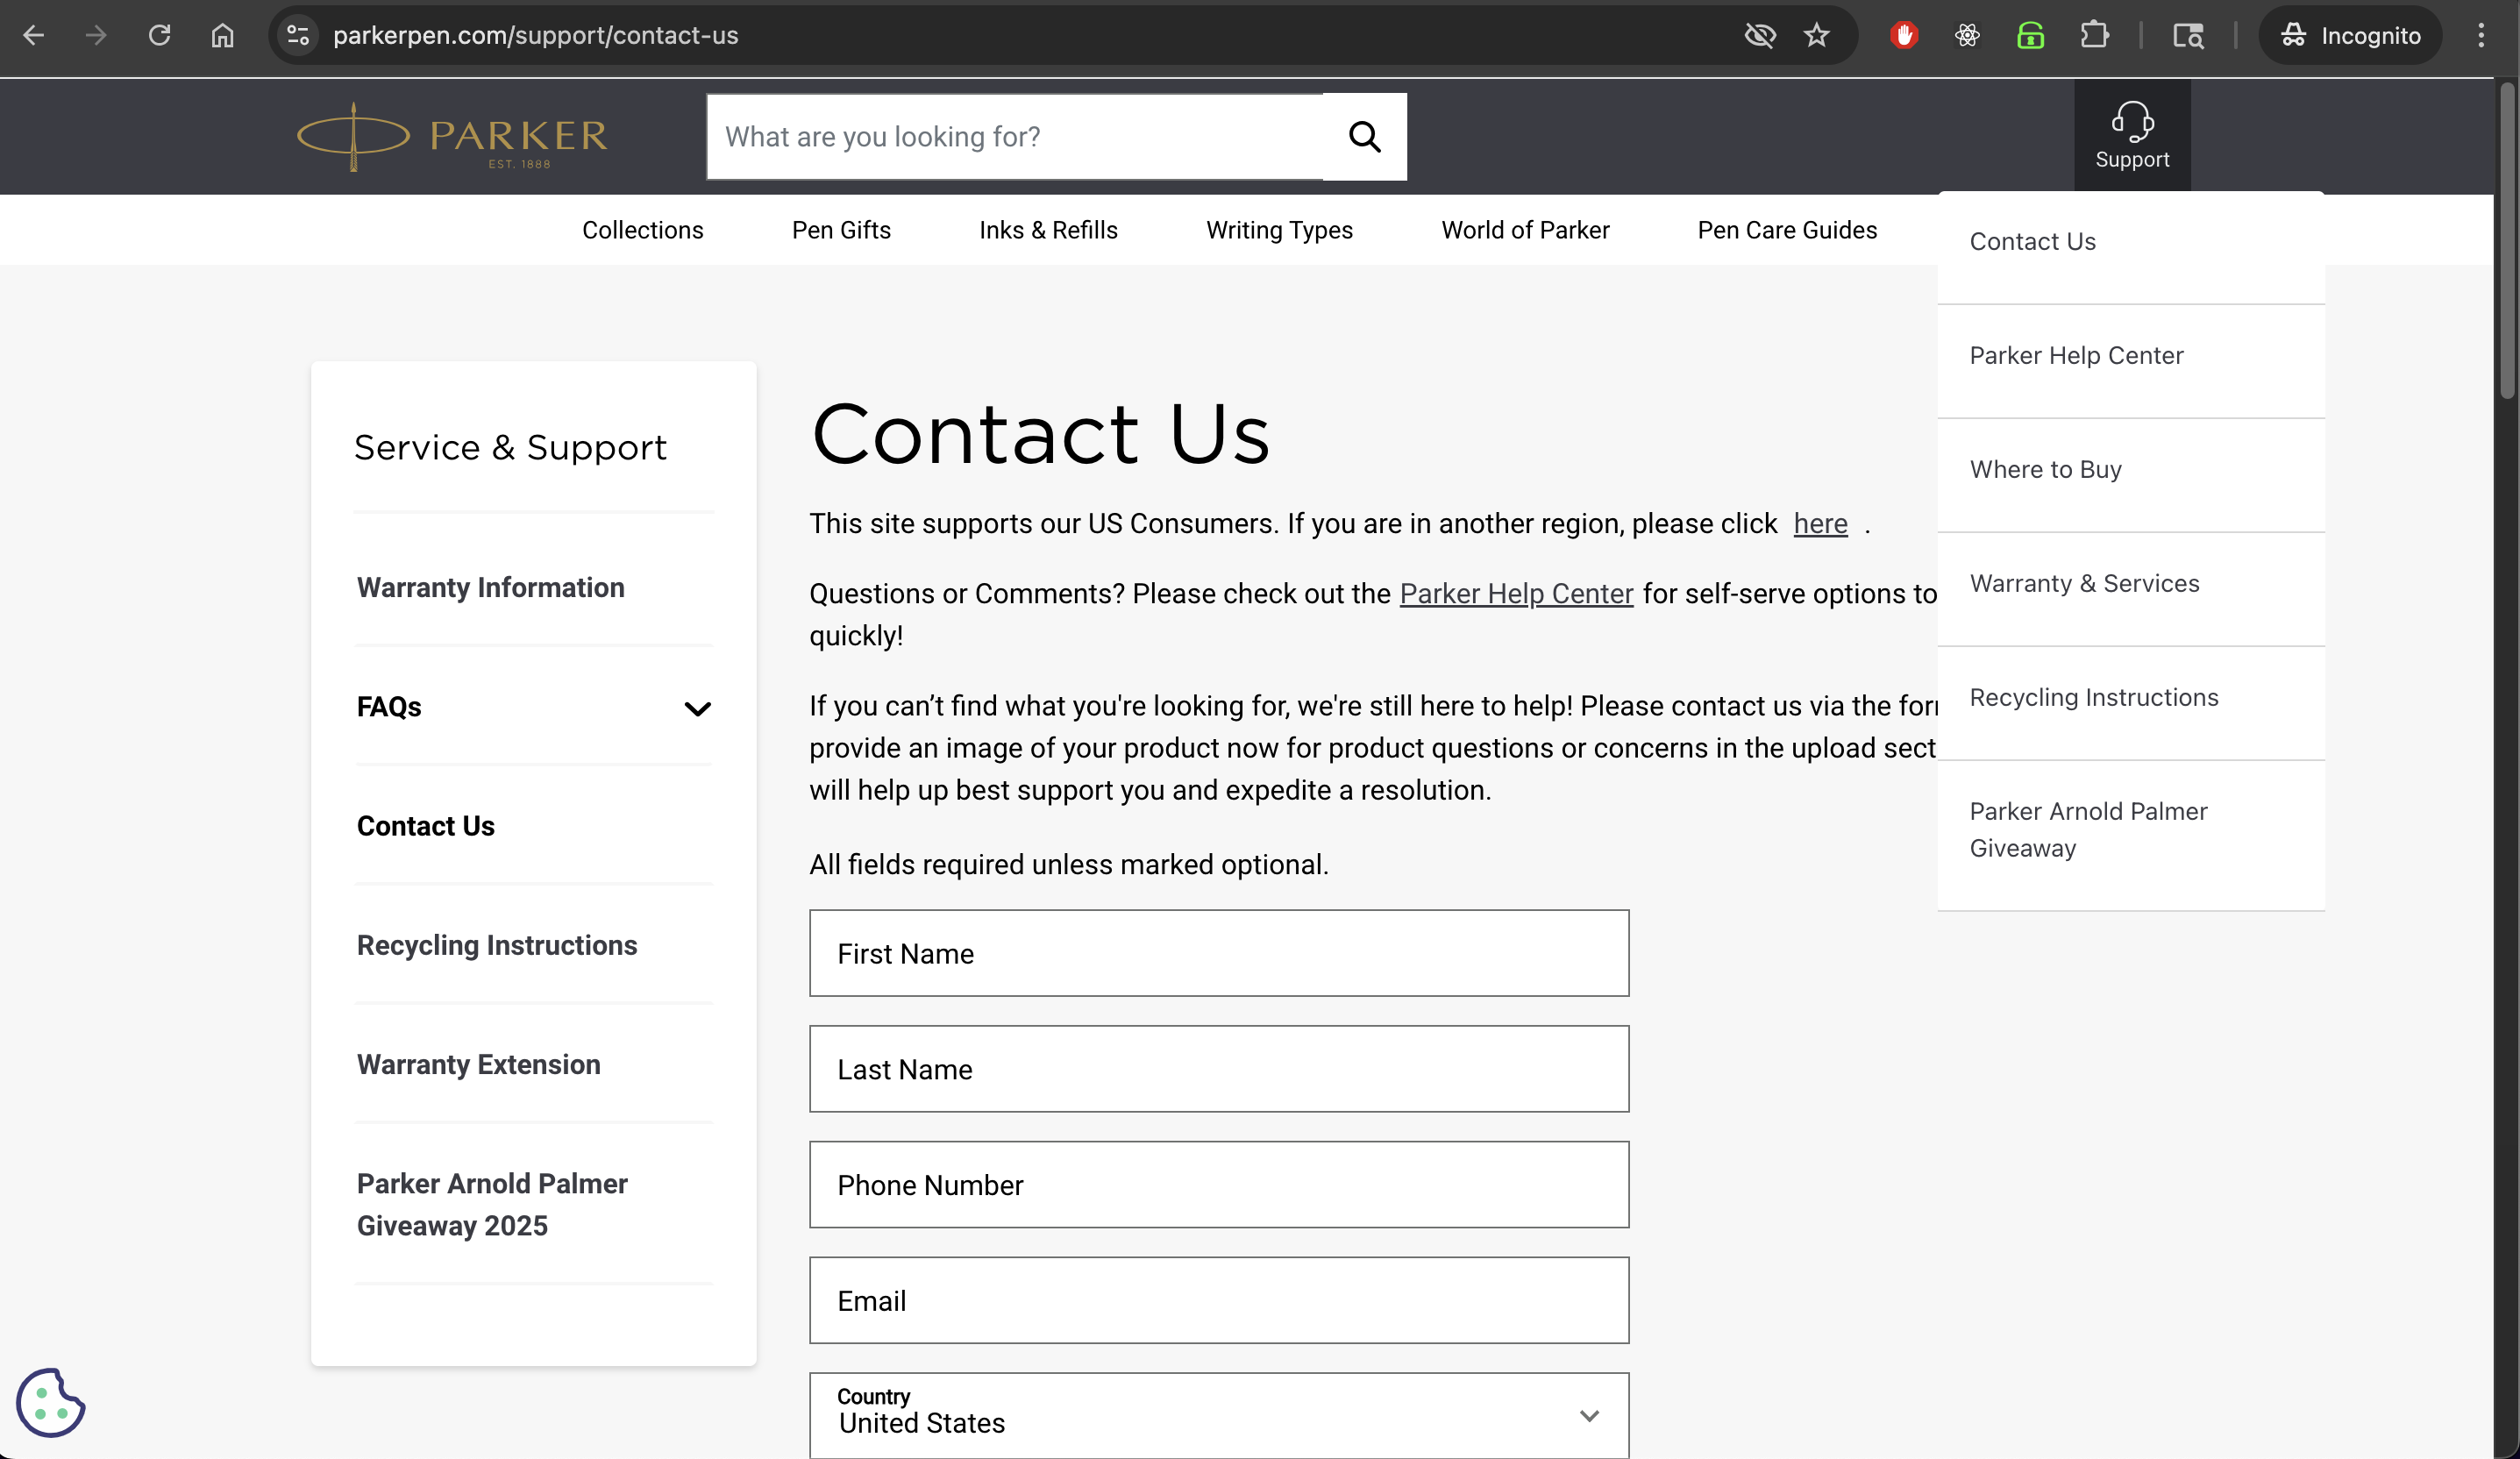 parkerpen.com/support/contact-us
Incognito
PARKER
EST. 1888
What are you looking for?
Support
Collections
Pen Gifts
Inks & Refills
Writing Types
World of Parker
Pen Care Guides
Contact Us
Parker Help Center
Where to Buy
Warranty & Services
Recycling Instructions
Parker Arnold Palmer
Giveaway
Service & Support
Warranty Information
FAQs
Contact Us
Recycling Instructions
Warranty Extension
Parker Arnold Palmer
Giveaway 2025
Contact Us
This site supports our US Consumers. If you are in another region, please click here .
Questions or Comments? Please check out the Parker Help Center for self-serve options to
quickly!
If you can’t find what you're looking for, we're still here to help! Please contact us via the
provide an image of your product now for product questions or concerns in the upload
will help up best support you and expedite a resolution.
All fields required unless marked optional.
First Name
Last Name
Phone Number
Email
Country
United States